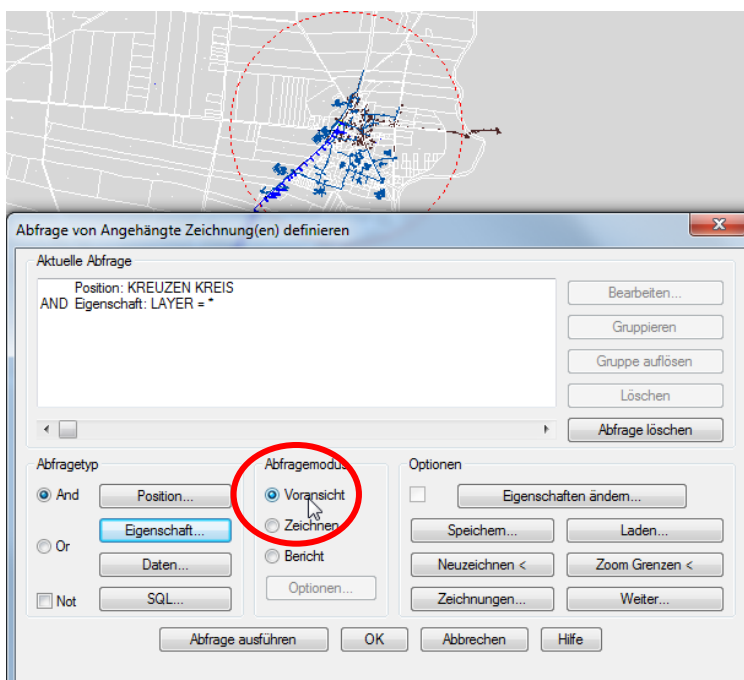 Abfrage von Angehängte Zeichnung(en) definieren
Aktuelle Abfrage
Position: KREUZEN KREIS
AND Eigenschaft: LAYER = *
Bearbeiten...
Gruppieren
Gruppe auflösen
Löschen
Abfrage löschen
Abfragetyp
And
Position...
Eigenschaft...
Or
Daten...
Not
SQL...
Abfragemodus
Voransicht
Zeichnen
Bericht
Optionen...
Optionen
Eigenschaften ändern...
Speichern...
Laden...
Neuzeichnen <
Zoom Grenzen <
Zeichnungen...
Weiter...
Abfrage ausführen
OK
Abbrechen
Hilfe